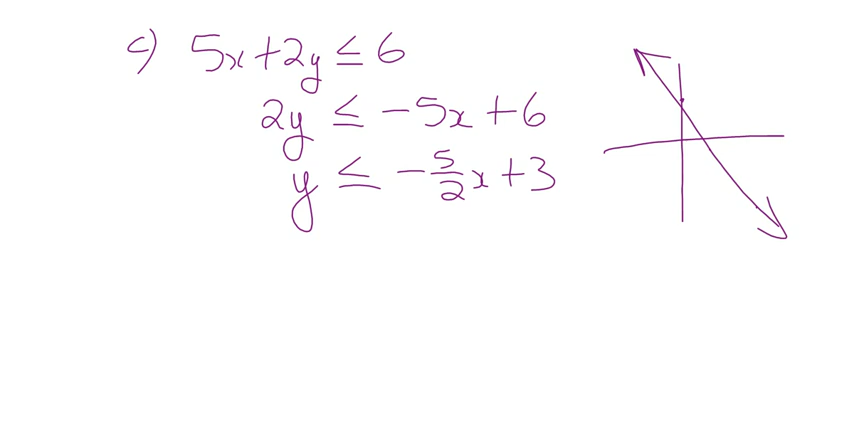 c) 5x+2y ≤ 6
2y ≤ -5x + 6
y ≤ -5/2x + 3